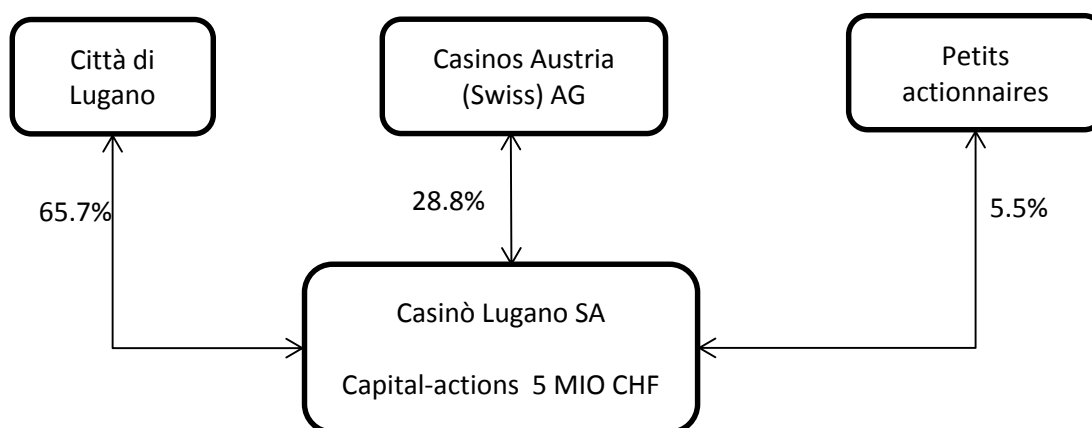 Città di
Lugano
Casinos Austria
(Swiss) AG
Petits
actionnaires
65.7%
28.8%
5.5%
Casinò Lugano SA
Capital-actions 5 MIO CHF